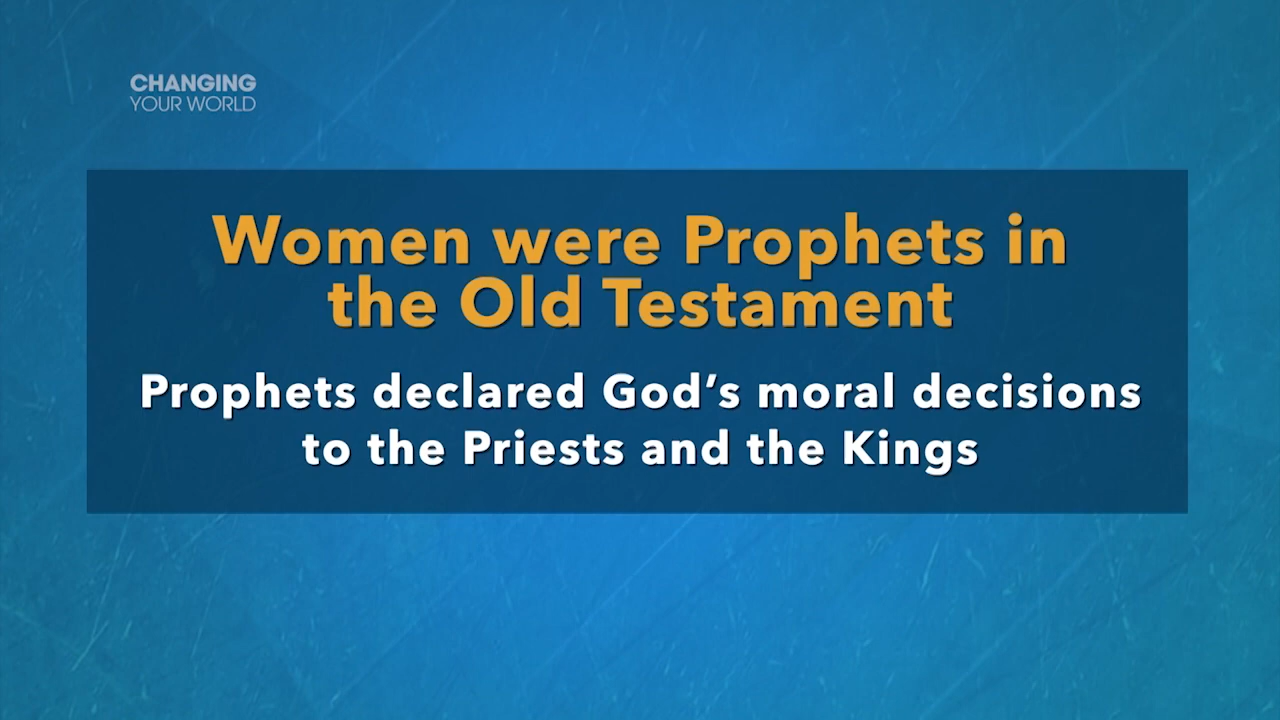 CHANGING
YOUR WORLD
Women were Prophets in
the Old Testament
Prophets declared God’s moral decisions
to the Priests and the Kings